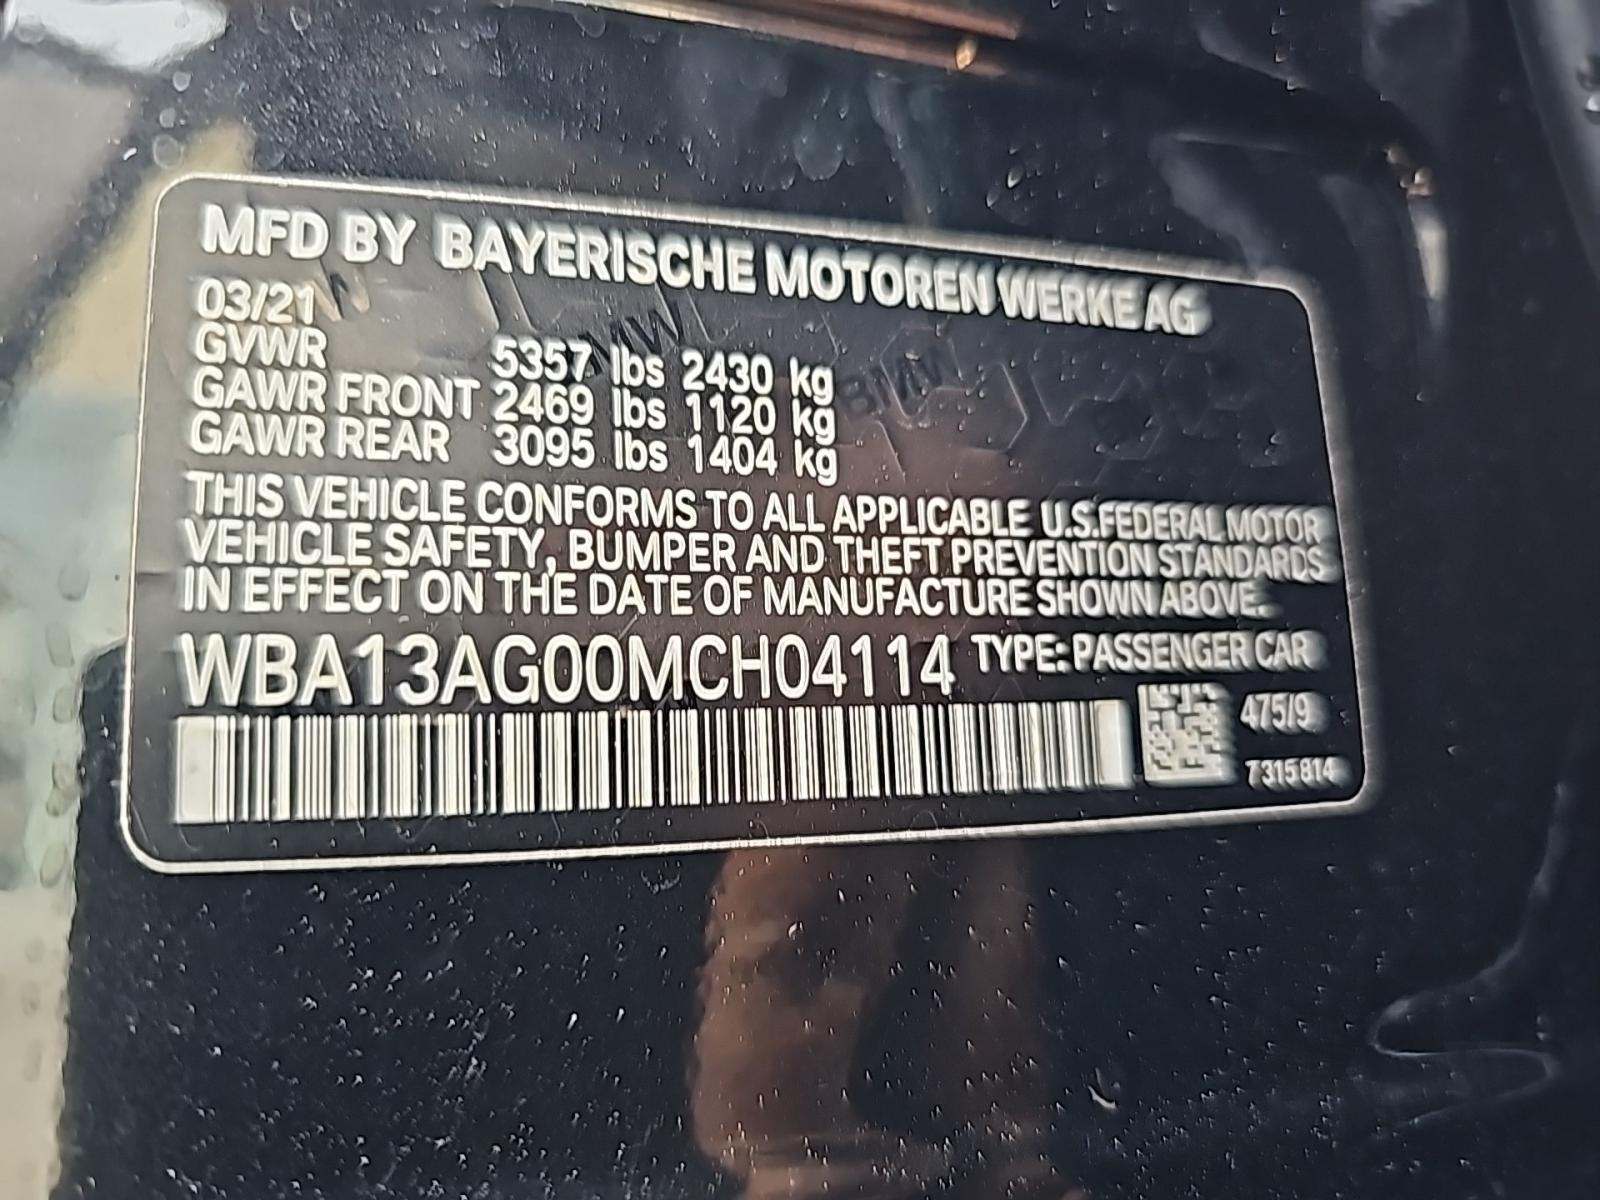 MFD BY BAYERISCHE MOTOREN WERKE AG
03/21
GVWR 5357 lbs 2430 kg
GAWR FRONT 2469 lbs 1120 kg
GAWR REAR 3095 lbs 1404 kg
THIS VEHICLE CONFORMS TO ALL APPLICABLE U.S.FEDERAL MOTOR
VEHICLE SAFETY, BUMPER AND THEFT PREVENTION STANDARDS
IN EFFECT ON THE DATE OF MANUFACTURE SHOWN ABOVE.
WBA13AG00MCH04114 TYPE: PASSENGER CAR
475/9
7315814